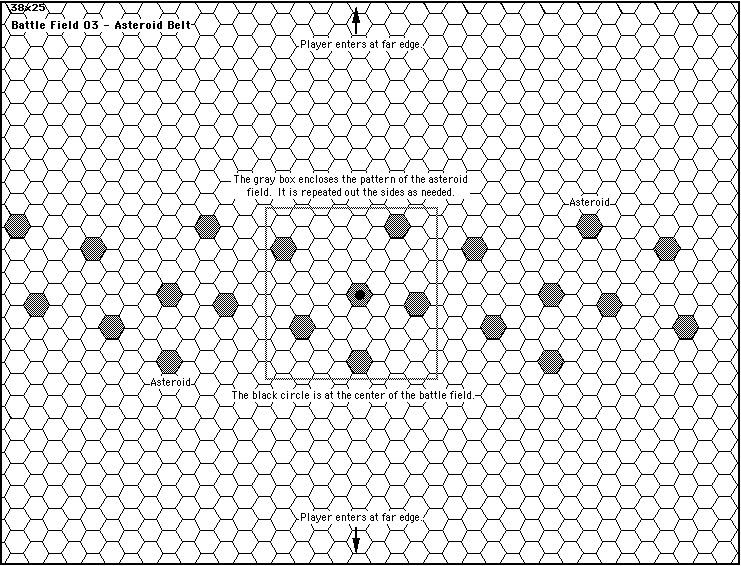 38x25
Battle Field 03 - Asteroid Belt
Player enters at far edge.
The gray box encloses the pattern of the asteroid
field. It is repeated out the sides as needed.
Asteroid
Asteroid
The black circle is at the center of the battle field.
Player enters at far edge.